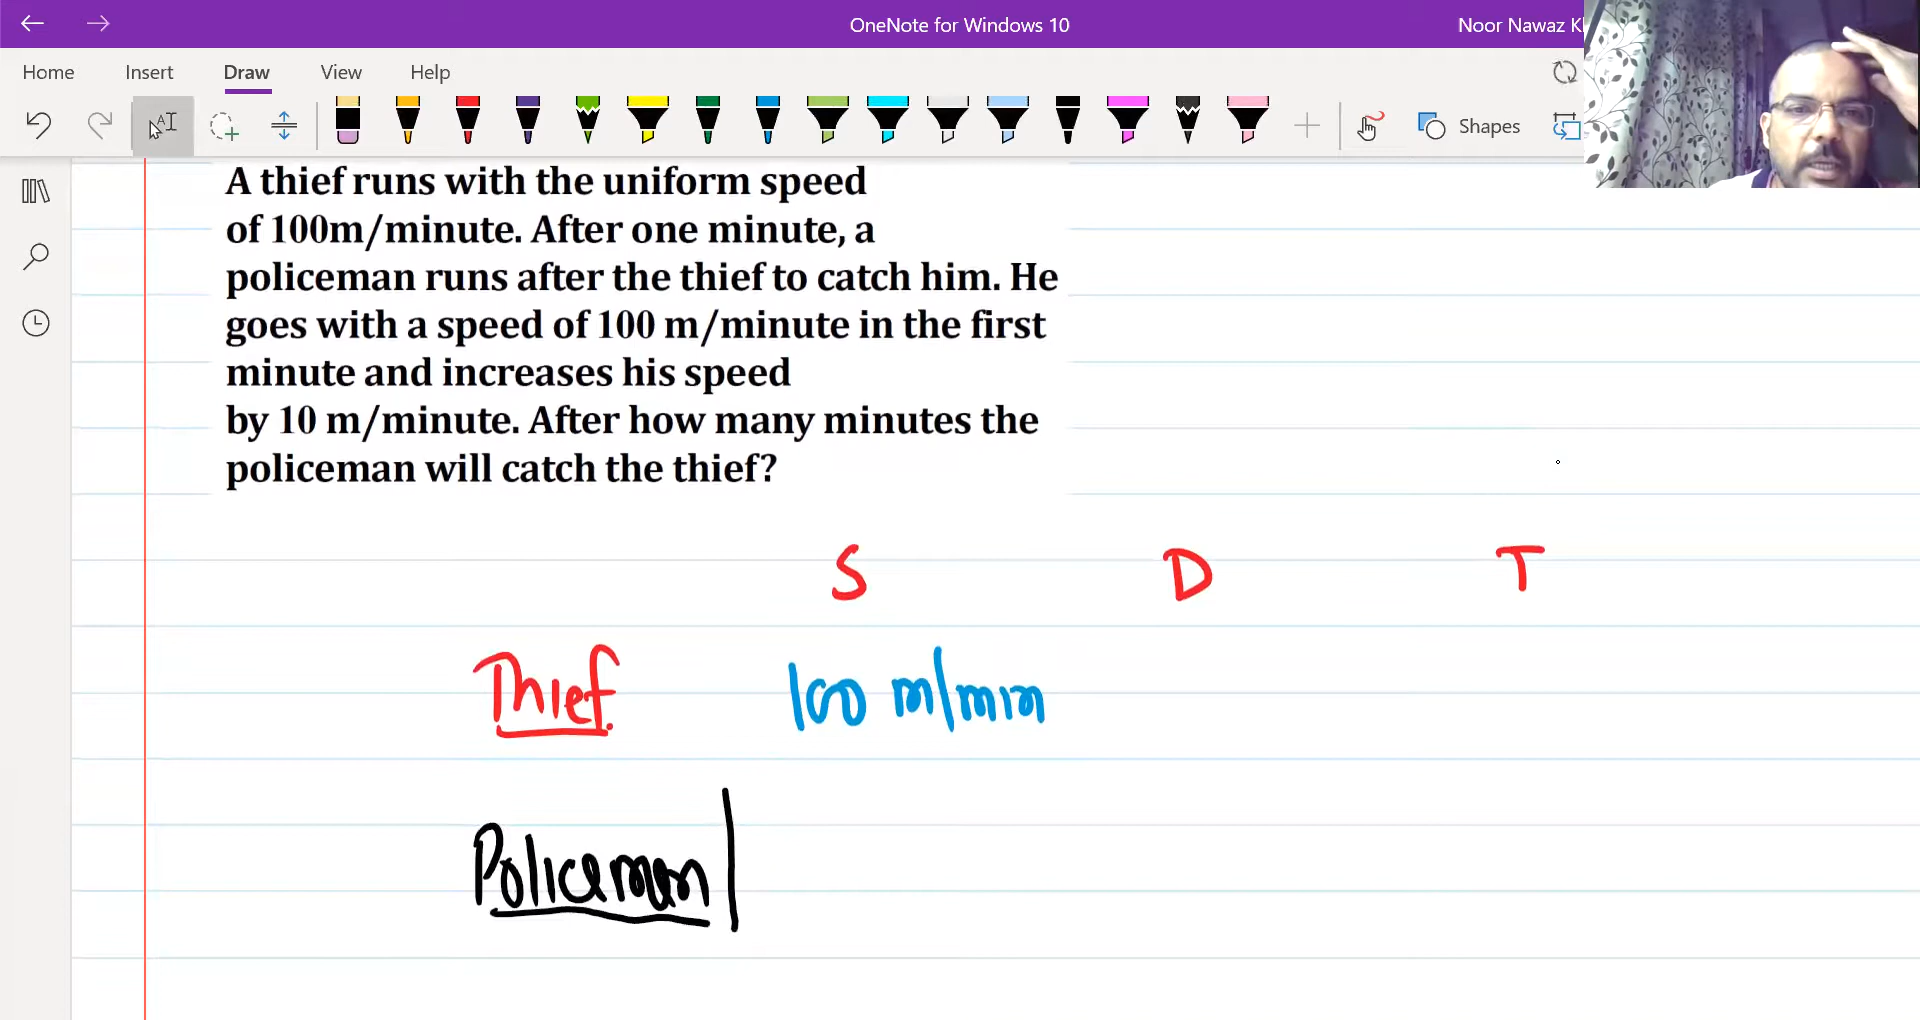 OneNote for Windows 10
Noor Nawaz
Home Insert Draw View Help
Shapes
A thief runs with the uniform speed
of 100m/minute. After one minute, a
policeman runs after the thief to catch him. He
goes with a speed of 100 m/minute in the first
minute and increases his speed
by 10 m/minute. After how many minutes the
policeman will catch the thief?
S D T
Thief. 100 m/min
Policeman